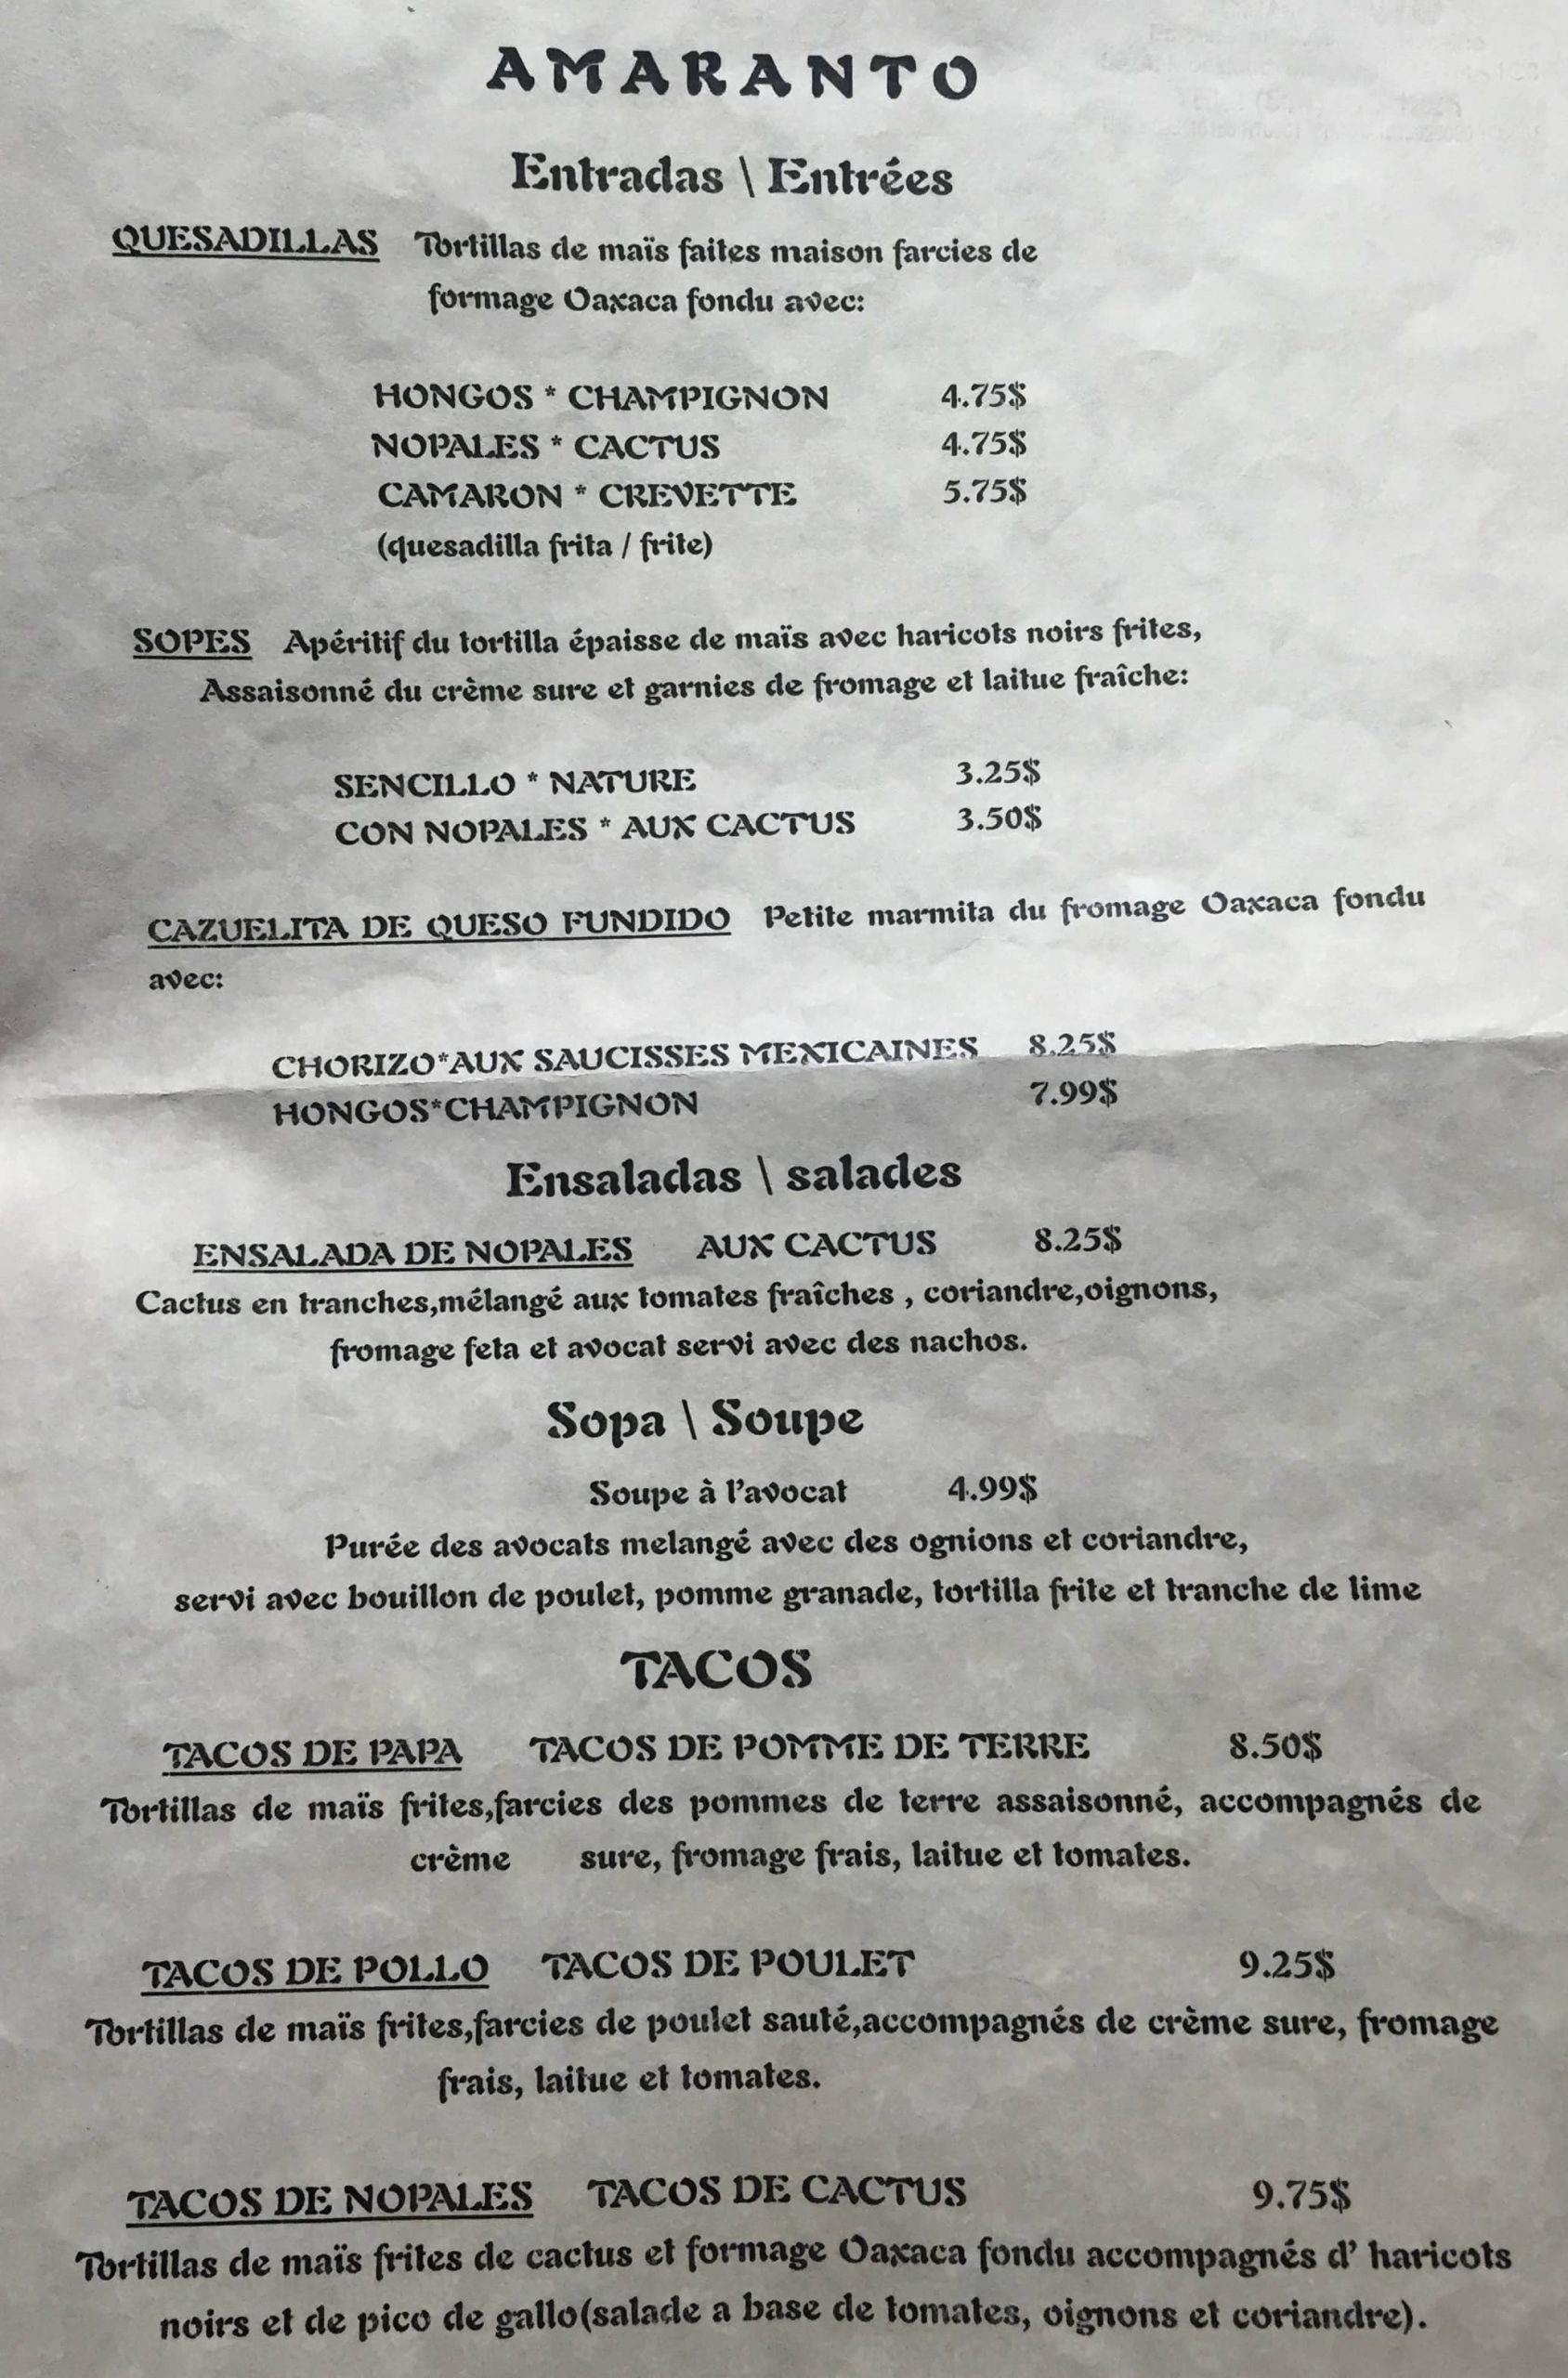 AMARANTO
Entradas \ Entrées
QUESADILLAS Tortillas de maïs faites maison farcies de
formage Oaxaca fondu avec:
HONGOS * CHAMPIGNON 4.75$
NOPALES * CACTUS 4.75$
CAMARON * CREVETTE 5.75$
(quesadilla frita / frite)
SOPES Apéritif du tortilla épaisse de maïs avec haricots noirs frites,
Assaisonné du crème sure et garnies de fromage et laitue fraîche:
SENCILLO * NATURE 3.25$
CON NOPALES * AUX CACTUS 3.50$
CAZUELITA DE QUESO FUNDIDO Petite marmita du fromage Oaxaca fondu
avec:
CHORIZO*AUX SAUCISSES MEXICAINES 8.25$
HONGOS*CHAMPIGNON 7.99$
Ensaladas \ salades
ENSALADA DE NOPALES AUX CACTUS 8.25$
Cactus en tranches,mélangé aux tomates fraîches , coriandre,oignons,
fromage feta et avocat servi avec des nachos.
Sopa \ Soupe
Soupe à l'avocat 4.99$
Purée des avocats melangé avec des ognions et coriandre,
servi avec bouillon de poulet, pomme granade, tortilla frite et tranche de lime
TACOS
TACOS DE PAPA TACOS DE POMME DE TERRE 8.50$
Tortillas de maïs frites,farcies des pommes de terre assaisonné, accompagnés de
crème sure, fromage frais, laitue et tomates.
TACOS DE POLLO TACOS DE POULET 9.25$
Tortillas de maïs frites,farcies de poulet sauté,accompagnés de crème sure, fromage
frais, laitue et tomates.
TACOS DE NOPALES TACOS DE CACTUS 9.75$
Tortillas de maïs frites de cactus et formage Oaxaca fondu accompagnés d' haricots
noirs et de pico de gallo(salade a base de tomates, oignons et coriandre).